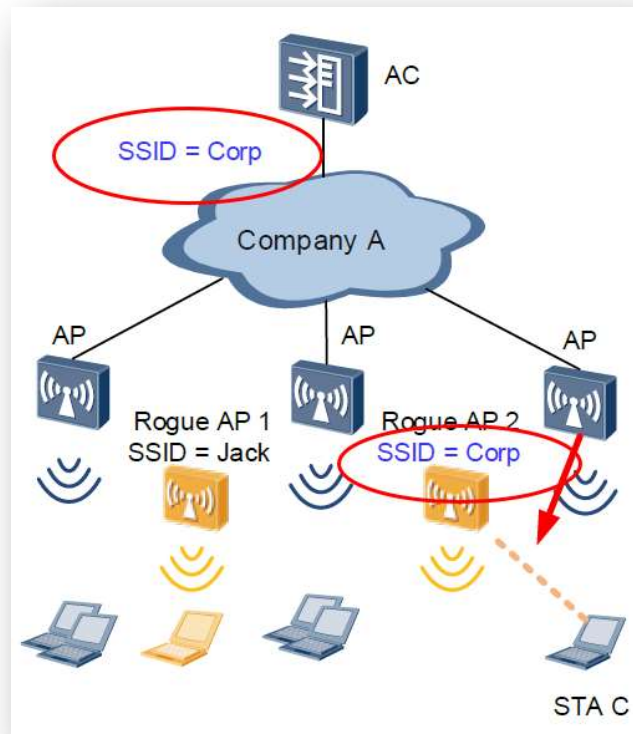 AC
SSID = Corp
Company A
AP
AP
AP
Rogue AP 1
SSID = Jack
Rogue AP 2
SSID = Corp
STA C